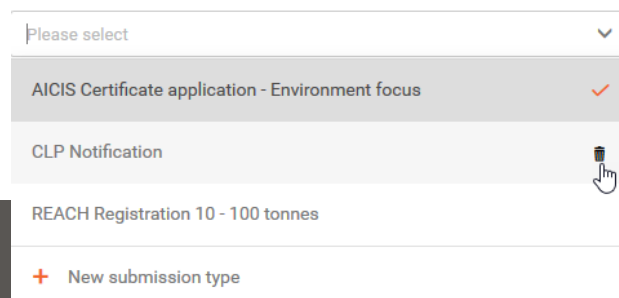 Please select
AICIS Certificate application - Environment focus
CLP Notification
REACH Registration 10 - 100 tonnes
+ New submission type